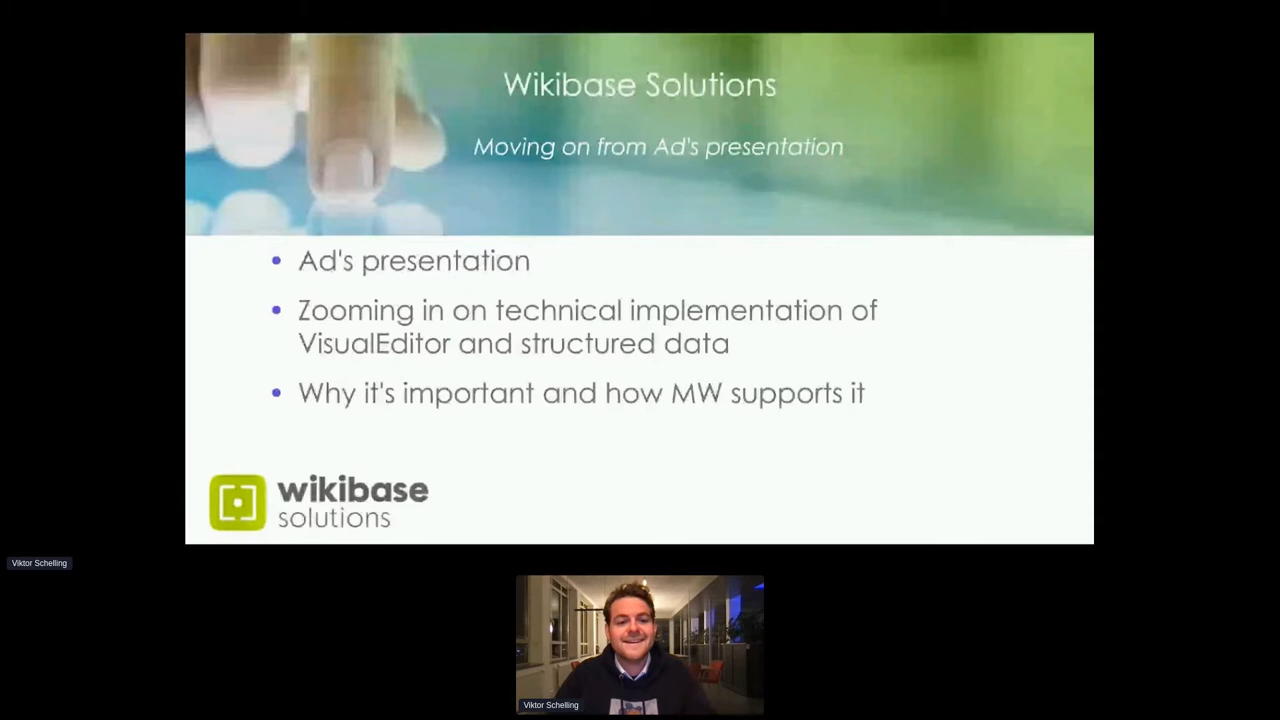 Wikibase Solutions
Moving on from Ad's presentation
• Ad's presentation
• Zooming in on technical implementation of
VisualEditor and structured data
• Why it's important and how MW supports it
wikibase
solutions
Viktor Schelling
Viktor Schelling